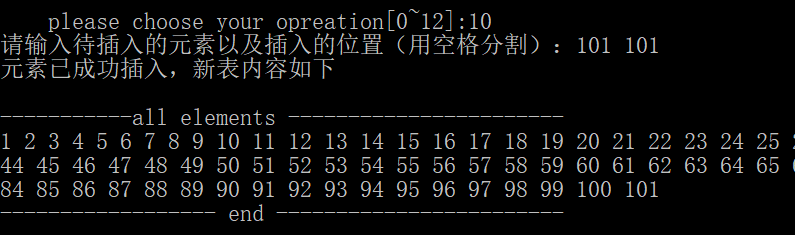 please choose your opreation[0~12]:10
请输入待插入的元素以及插入的位置（用空格分割）：101 101
元素已成功插入，新表内容如下
-----------all elements -----------------------
1 2 3 4 5 6 7 8 9 10 11 12 13 14 15 16 17 18 19 20 21 22 23 24 25
44 45 46 47 48 49 50 51 52 53 54 55 56 57 58 59 60 61 62 63 64 65
84 85 86 87 88 89 90 91 92 93 94 95 96 97 98 99 100 101
------------------ end ------------------------